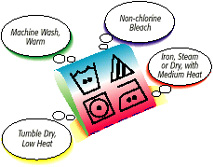 Non-chlorine
Bleach
Machine Wash,
Warm
Iron, Steam
or Dry, with
Medium Heat
Tumble Dry,
Low Heat